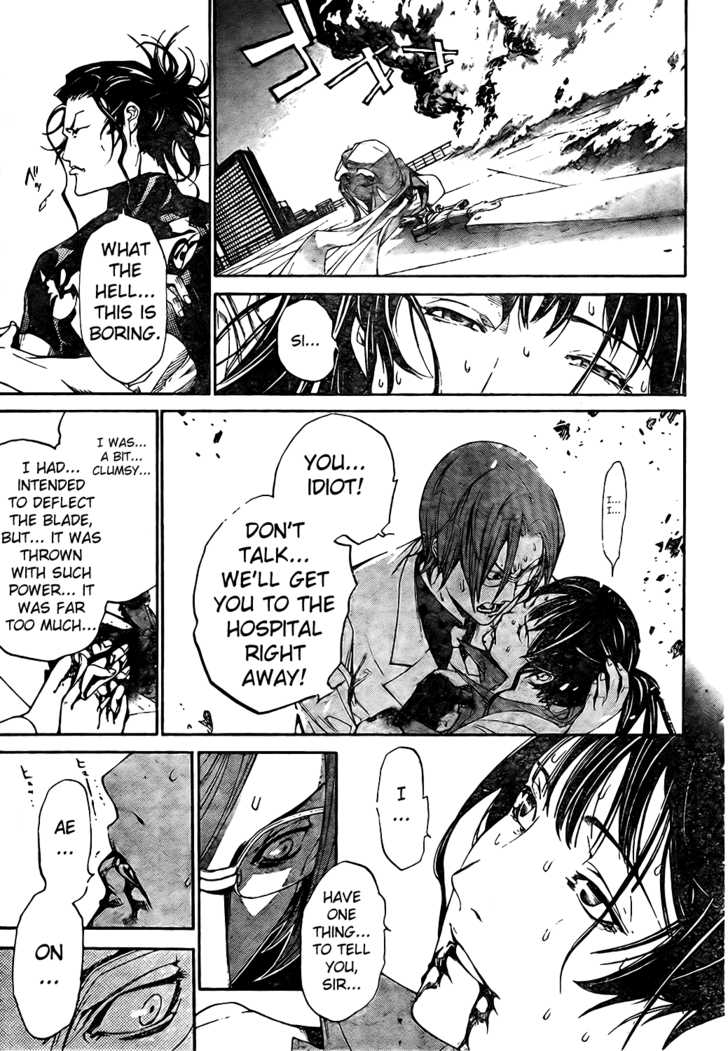 SI...
WHAT
THE
HELL...
THIS IS
BORING.
I...
I...
YOU...
IDIOT!
DON'T
TALK...
WE'LL GET
YOU TO THE
HOSPITAL
RIGHT
AWAY!
I WAS...
A BIT...
CLUMSY...
I HAD...
INTENDED
TO DEFLECT
THE BLADE,
BUT... IT WAS
THROWN
WITH SUCH
POWER... IT
WAS FAR
TOO MUCH...
I
...
HAVE
ONE
THING...
TO TELL
YOU,
SIR...
AE
...
ON
...